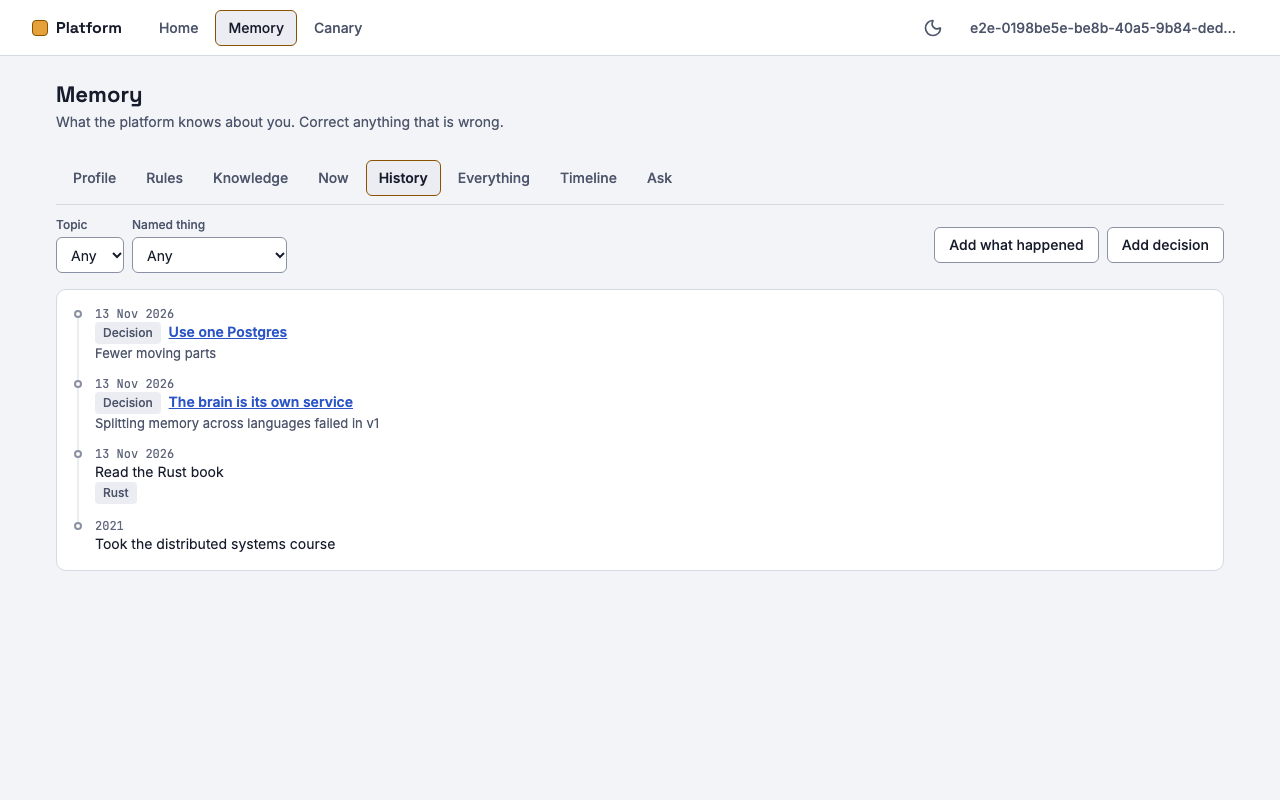 Platform
Home
Memory
Canary
e2e-0198be5e-be8b-40a5-9b84-ded...
Memory
What the platform knows about you. Correct anything that is wrong.
Profile
Rules
Knowledge
Now
History
Everything
Timeline
Ask
Topic
Named thing
Any
Any
Add what happened
Add decision
13 Nov 2026
Decision Use one Postgres
Fewer moving parts
13 Nov 2026
Decision The brain is its own service
Splitting memory across languages failed in v1
13 Nov 2026
Read the Rust book
Rust
2021
Took the distributed systems course